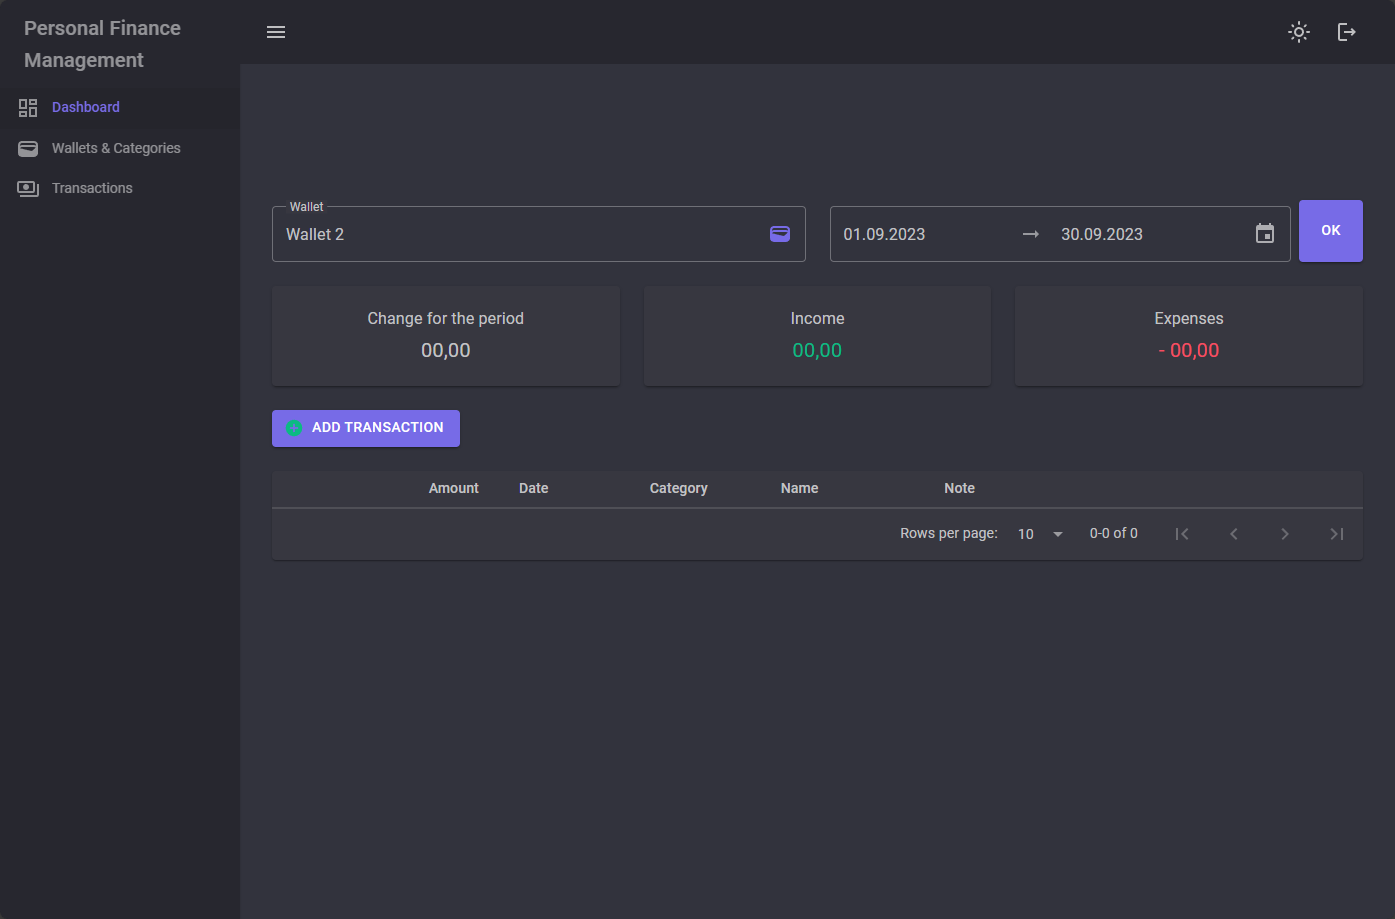 Personal Finance
Management
Dashboard
Wallets & Categories
Transactions
Wallet
Wallet 2
01.09.2023
30.09.2023
OK
Change for the period
00,00
Income
00,00
Expenses
- 00,00
ADD TRANSACTION
Amount Date Category Name Note
Rows per page: 10 0-0 of 0